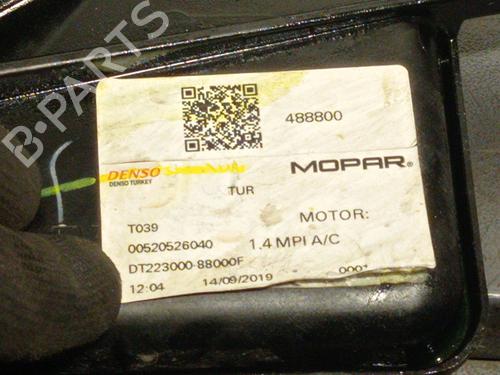 B-PARTS
488800
DENSO
DENSO TURKEY
MOPAR®
TUR
T039
MOTOR:
00520526040
1.4 MPI A/C
DT223000-88000F
12:04
14/09/2019